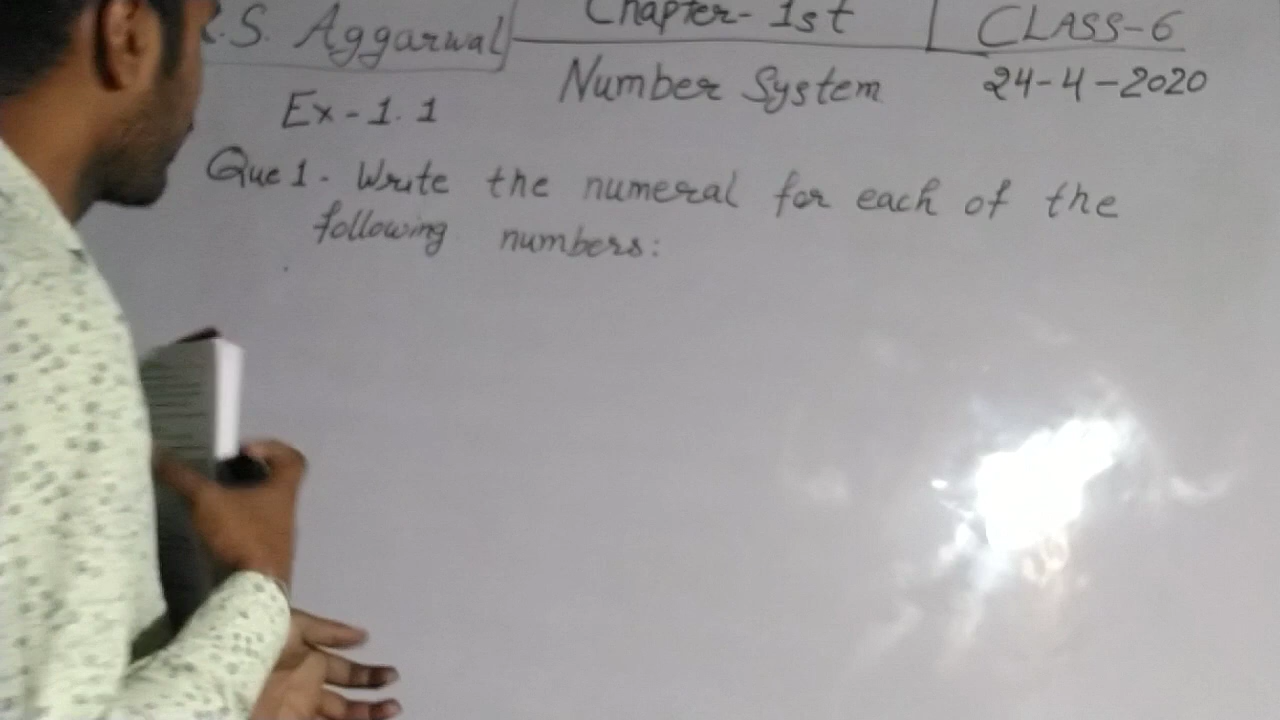 .S. Aggarwal
Chapter- 1st
CLASS-6
Number System
24-4-2020
Ex-1.1
Que 1. Write the numeral for each of the
following numbers: